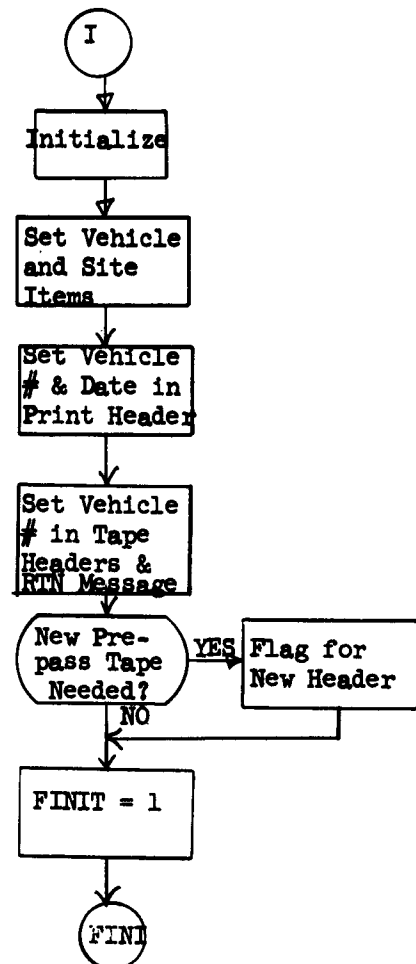 I
Initialize
Set Vehicle
and Site
Items
Set Vehicle
# & Date in
Print Header
Set Vehicle
# in Tape
Headers &
RTN Message
New Pre-
pass Tape
Needed?
YES
Flag for
New Header
NO
FINIT = 1
FINI